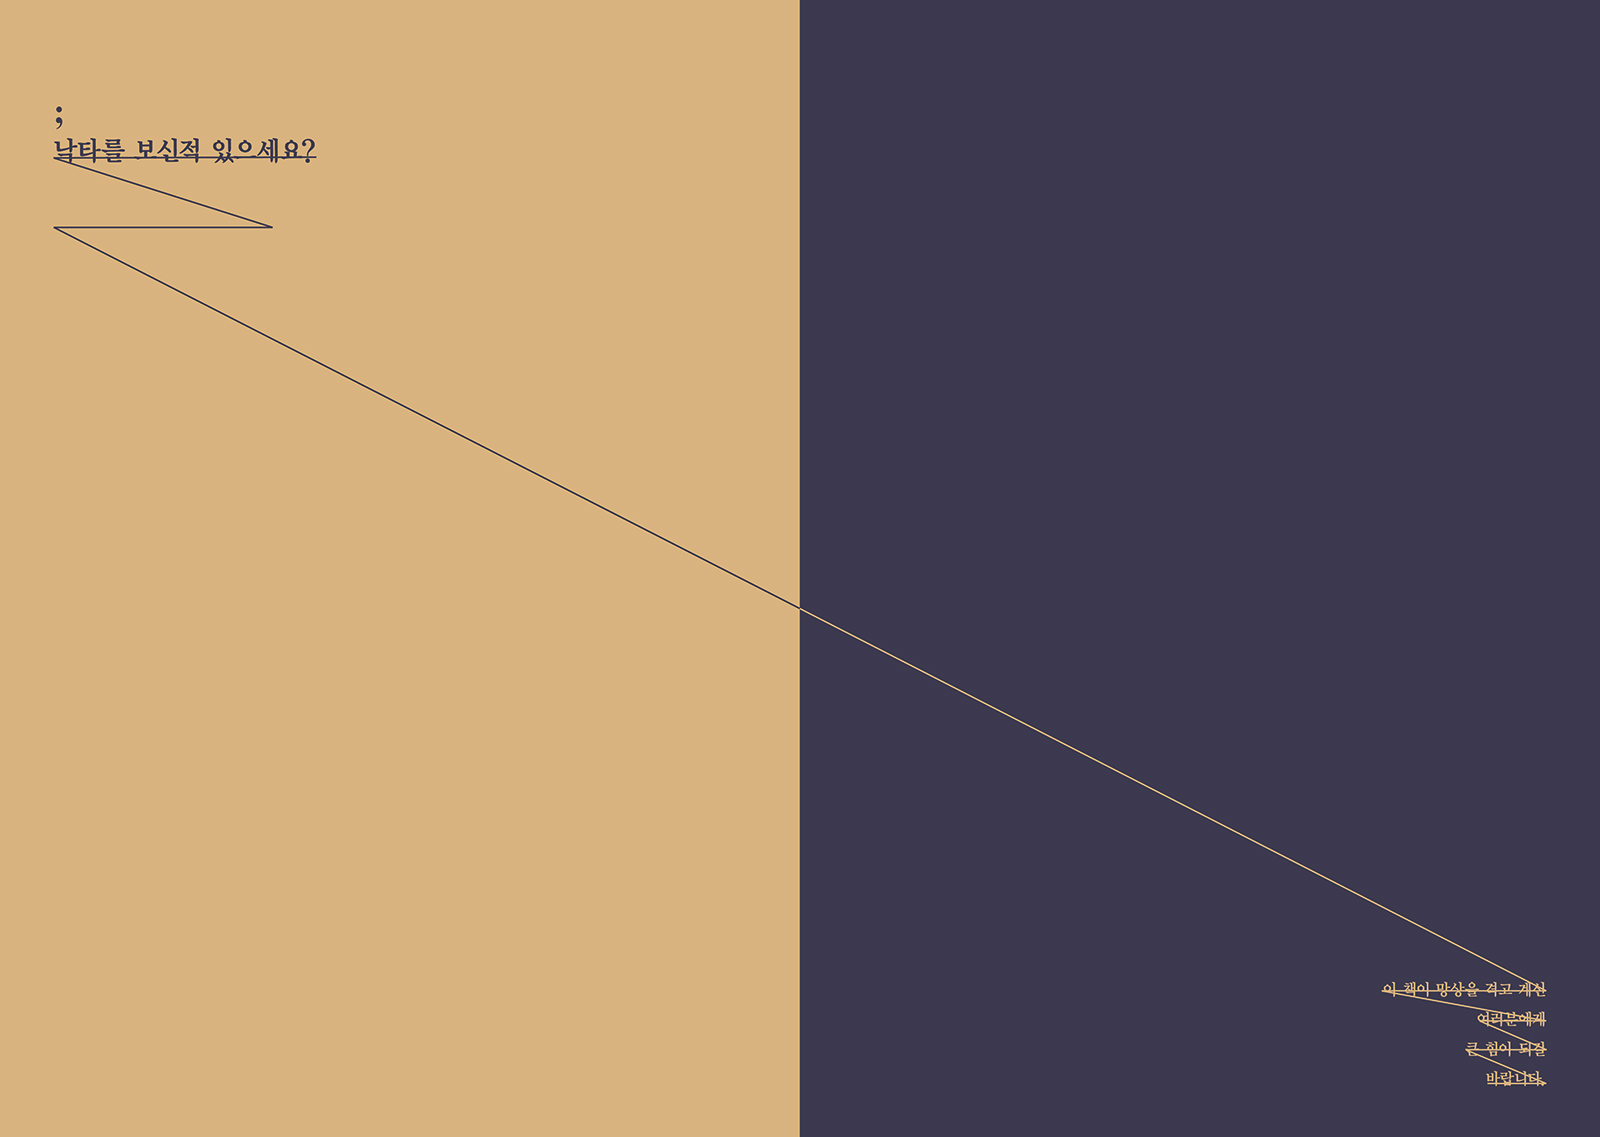 ;
낙타를 보신적 있으세요?
이 책이 망상을 겪고 계신
여러분에게
큰 힘이 되길
바랍니다.